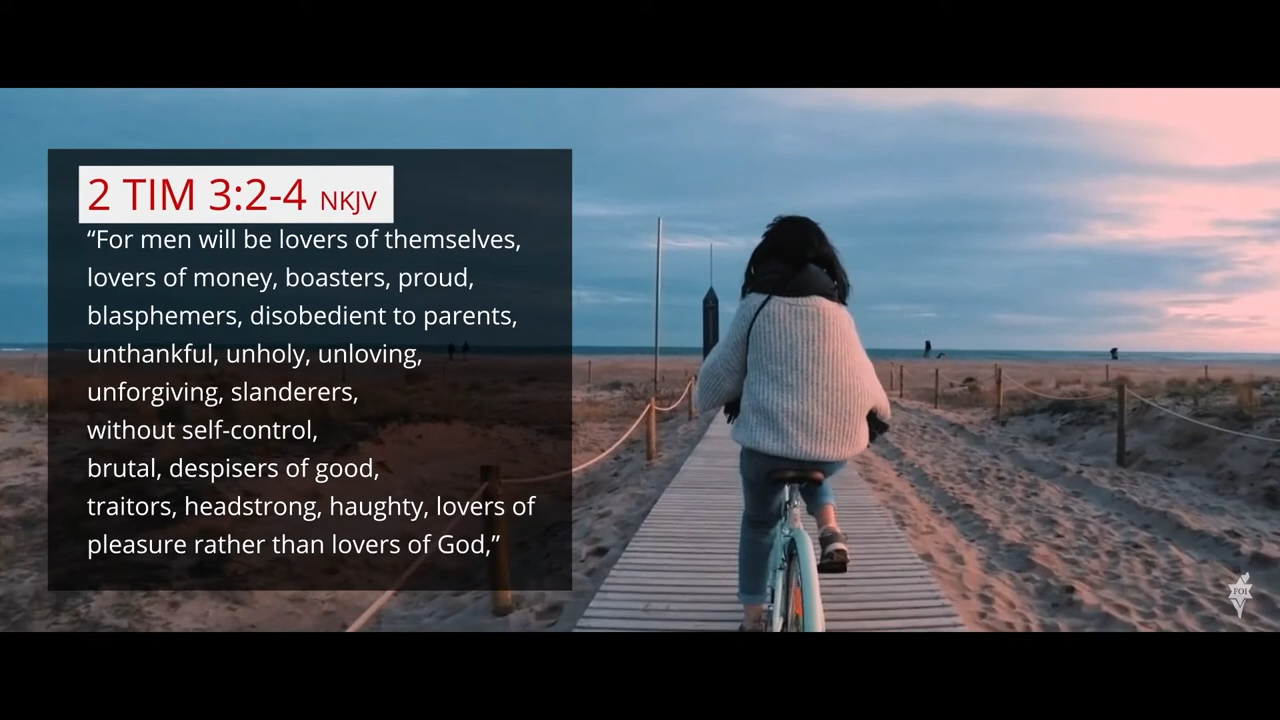 2 TIM 3:2-4 NKJV
“For men will be lovers of themselves,
lovers of money, boasters, proud,
blasphemers, disobedient to parents,
unthankful, unholy, unloving,
unforgiving, slanderers,
without self-control,
brutal, despisers of good,
traitors, headstrong, haughty, lovers of
pleasure rather than lovers of God,”
FOI